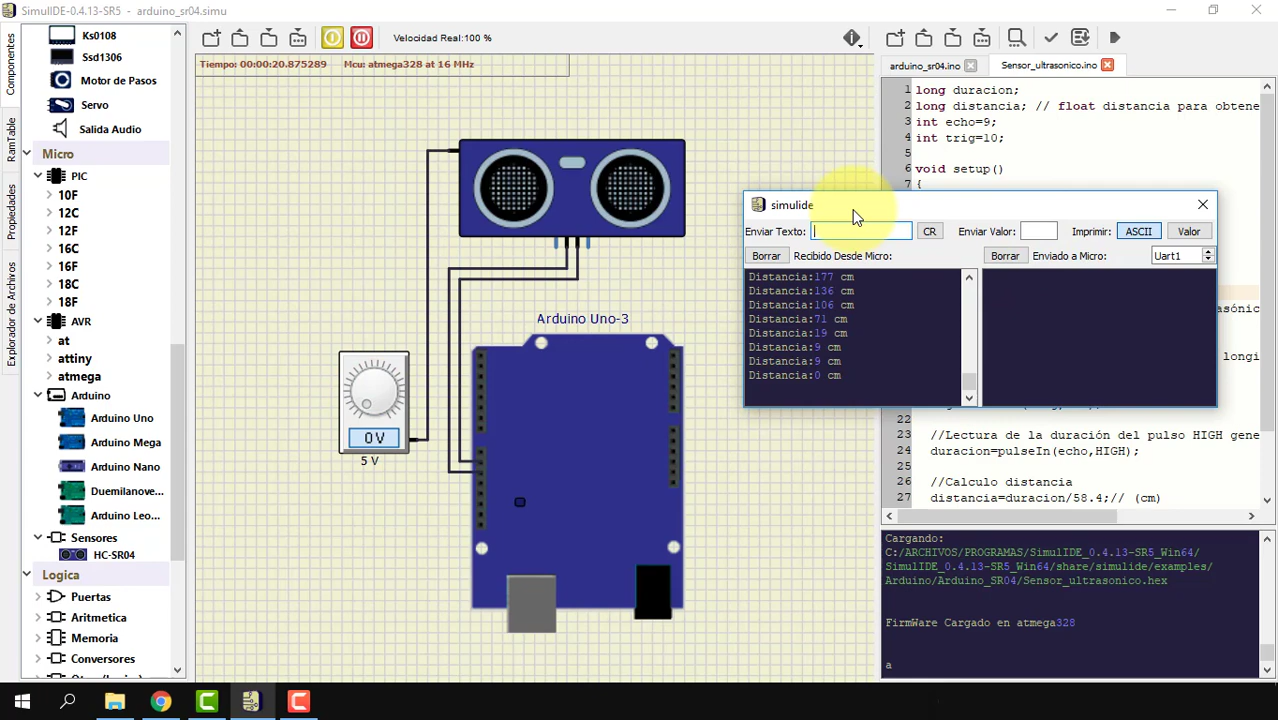 SimulIDE-0.4.13-SR5 - arduino_sr04.simu
Componentes
RamTable
Propiedades
Explorador de Archivos
Ks0108
Ssd1306
Motor de Pasos
Servo
Salida Audio
Micro
PIC
10F
12C
12F
16C
16F
18C
18F
AVR
at
attiny
atmega
Arduino
Arduino Uno
Arduino Mega
Arduino Nano
Duemilanove...
Arduino Leo...
Sensores
HC-SR04
Logica
Puertas
Aritmetica
Memoria
Conversores
Velocidad Real:100 %
Tiempo: 00:00:20.875289 Mcu: atmega328 at 16 MHz
Arduino Uno-3
0 V
5 V
arduino_sr04.ino
Sensor_ultrasonico.ino
1 long duracion;
2 long distancia; // float distancia para obtene
3 int echo=9;
4 int trig=10;
5
6 void setup()
7 {
simulide
Enviar Texto: CR Enviar Valor: Imprimir: ASCII Valor
Borrar Recibido Desde Micro: Borrar Enviado a Micro: Uart1
Distancia:177 cm
Distancia:136 cm
Distancia:106 cm
Distancia:71 cm
Distancia:19 cm
Distancia:9 cm
Distancia:9 cm
Distancia:0 cm
longi
22
23 //Lectura de la duración del pulso HIGH gene
24 duracion=pulseIn(echo,HIGH);
25
26 //Calculo distancia
27 distancia=duracion/58.4;// (cm)
Cargando:
C:/ARCHIVOS/PROGRAMAS/SimulIDE_0.4.13-SR5_Win64/
SimulIDE_0.4.13-SR5_Win64/share/simulide/examples/
Arduino/Arduino_SR04/Sensor_ultrasonico.hex
FirmWare Cargado en atmega328
a